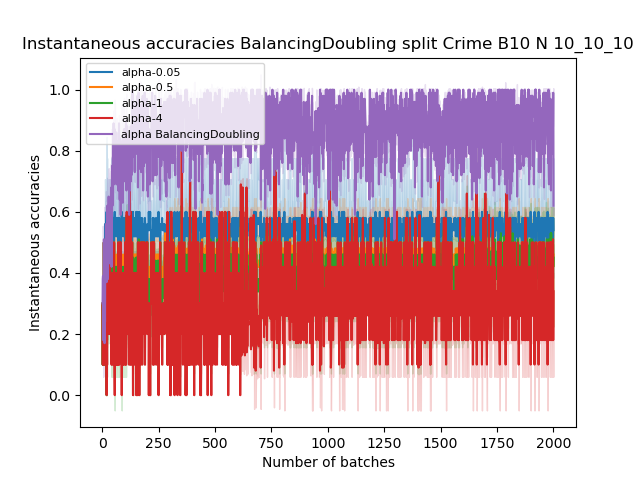 Instantaneous accuracies BalancingDoubling split Crime B10 N 10_10_10
alpha-0.05
alpha-0.5
alpha-1
alpha-4
alpha BalancingDoubling
1.0
0.8
0.6
0.4
0.2
0.0
Instantaneous accuracies
0 250 500 750 1000 1250 1500 1750 2000
Number of batches